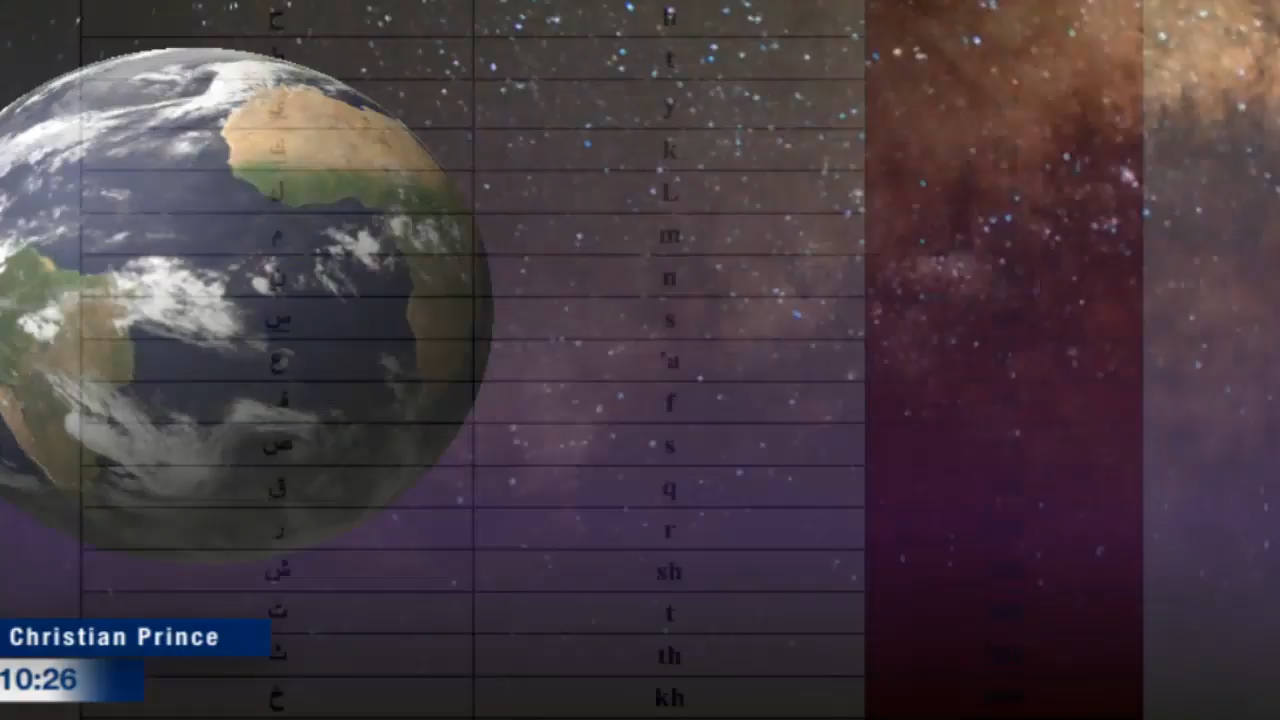 ح h
ط t
y
k
ل L
م m
ن n
س s
ع 'a
ف f
ص s
ق q
ر r
ش sh
ت t
ث th
خ kh
Christian Prince
10:26